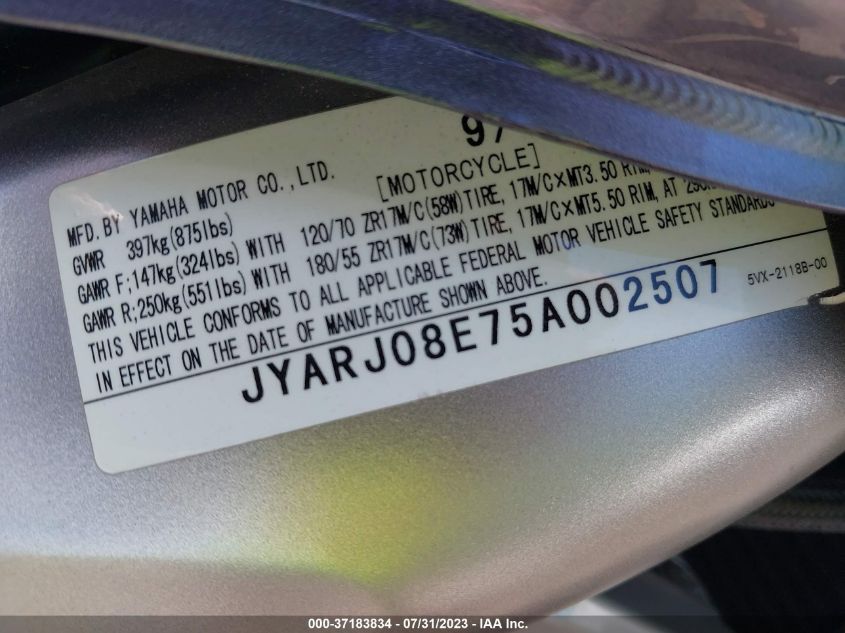 97
MFD. BY YAMAHA MOTOR CO., LTD. [MOTORCYCLE]
GVWR 397kg(875lbs)
GAWR F;147kg(324lbs) WITH 120/70 ZR17M/C(58W)TIRE, 17M/C×MT3.50 RIM,
GAWR R;250kg(551lbs) WITH 180/55 ZR17M/C(73W)TIRE, 17M/C×MT5.50 RIM, AT
THIS VEHICLE CONFORMS TO ALL APPLICABLE FEDERAL MOTOR VEHICLE SAFETY STANDARDS
IN EFFECT ON THE DATE OF MANUFACTURE SHOWN ABOVE.
JYARJ08E75A002507 5VX-2118B-00
000-37183834 / 07/31/2023 - IAA Inc.